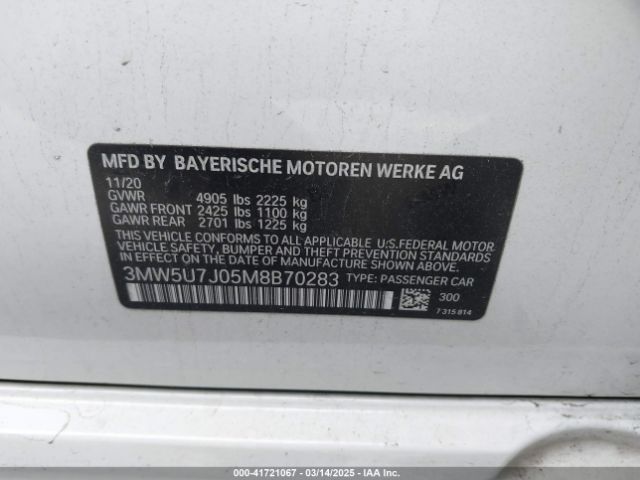 MFD BY BAYERISCHE MOTOREN WERKE AG
11/20
GVWR 4905 lbs 2225 kg
GAWR FRONT 2425 lbs 1100 kg
GAWR REAR 2701 lbs 1225 kg
THIS VEHICLE CONFORMS TO ALL APPLICABLE U.S.FEDERAL MOTOR
VEHICLE SAFETY, BUMPER AND THEFT PREVENTION STANDARDS
IN EFFECT ON THE DATE OF MANUFACTURE SHOWN ABOVE.
3MW5U7J05M8B70283 TYPE: PASSENGER CAR
300
7 315 814
000-41721067 - 03/14/2025 - IAA, Inc.